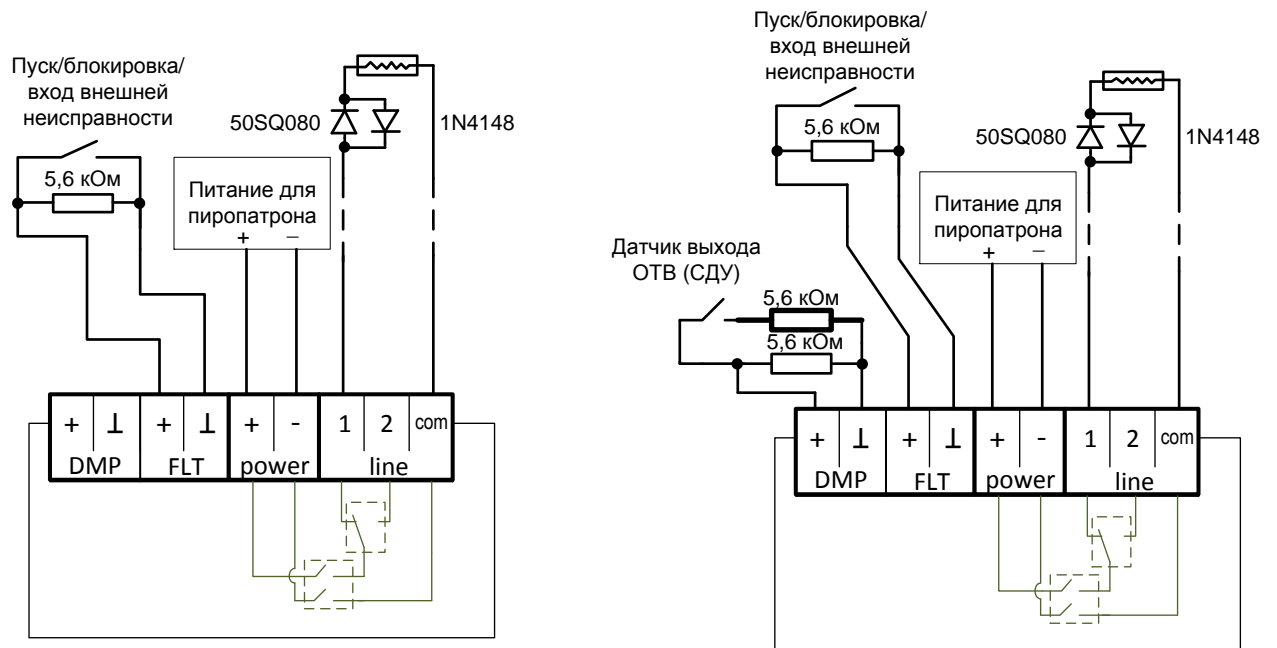 Пуск/блокировка/
вход внешней
неисправности
5,6 кОм
50SQ080
1N4148
Питание для
пиропатрона
+ –
+ ⊥ + ⊥ + - 1 2 com
DMP FLT power line
Пуск/блокировка/
вход внешней
неисправности
5,6 кОм
50SQ080
1N4148
Питание для
пиропатрона
+ –
Датчик выхода
ОТВ (СДУ)
5,6 кОм
5,6 кОм
+ ⊥ + ⊥ + - 1 2 com
DMP FLT power line